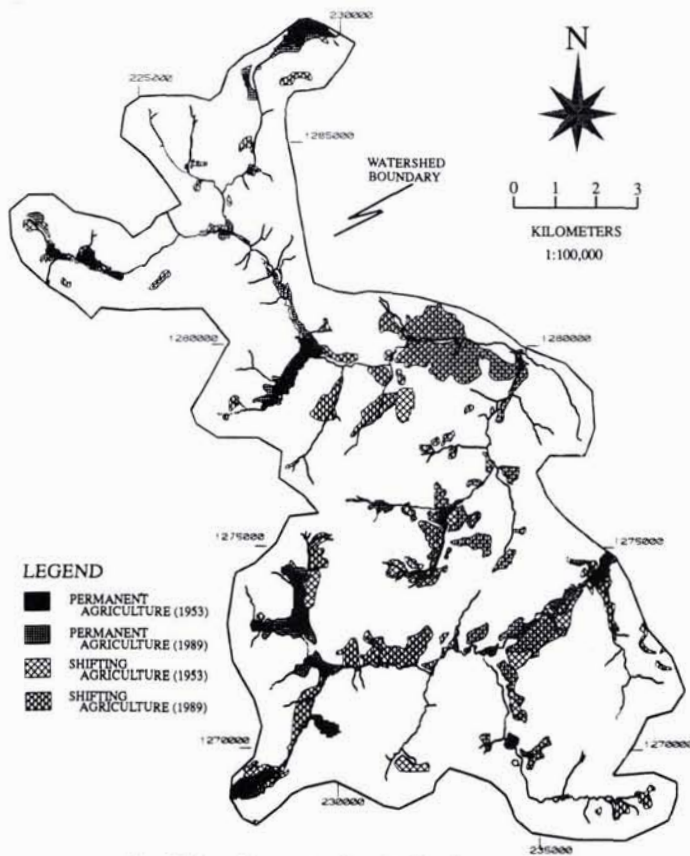 230000
225000
N
1285000
WATERSHED
BOUNDARY
0 1 2 3
KILOMETERS
1:100,000
1280000
1280000
1275000
1275000
LEGEND
PERMANENT
AGRICULTURE (1953)
PERMANENT
AGRICULTURE (1989)
SHIFTING
AGRICULTURE (1953)
SHIFTING
AGRICULTURE (1989)
1270000
1270000
230000
235000